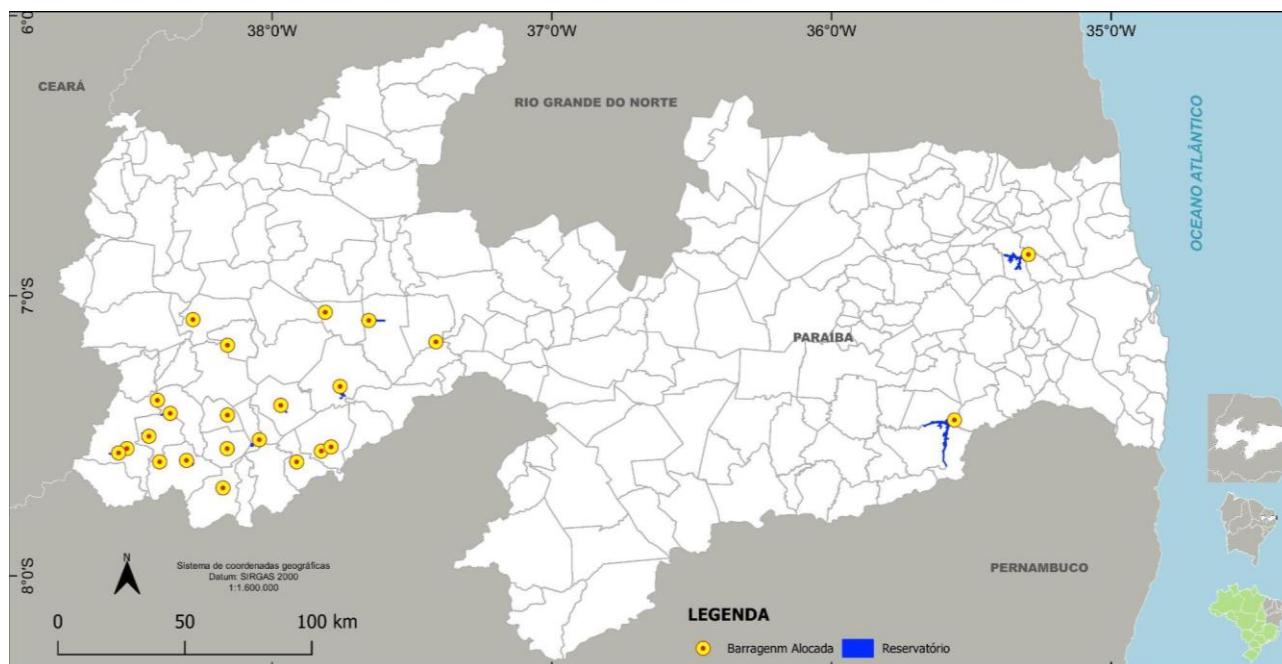 6°0'
38°0'W
37°0'W
36°0'W
35°0'W
CEARÁ
RIO GRANDE DO NORTE
OCEANO ATLÂNTICO
7°0'S
PARAÍBA
8°0'S
N
Sistema de coordenadas geográficas
Datum: SIRGAS 2000
1:1.600.000
PERNAMBUCO
0 50 100 km
LEGENDA
Barragenm Alocada Reservatório